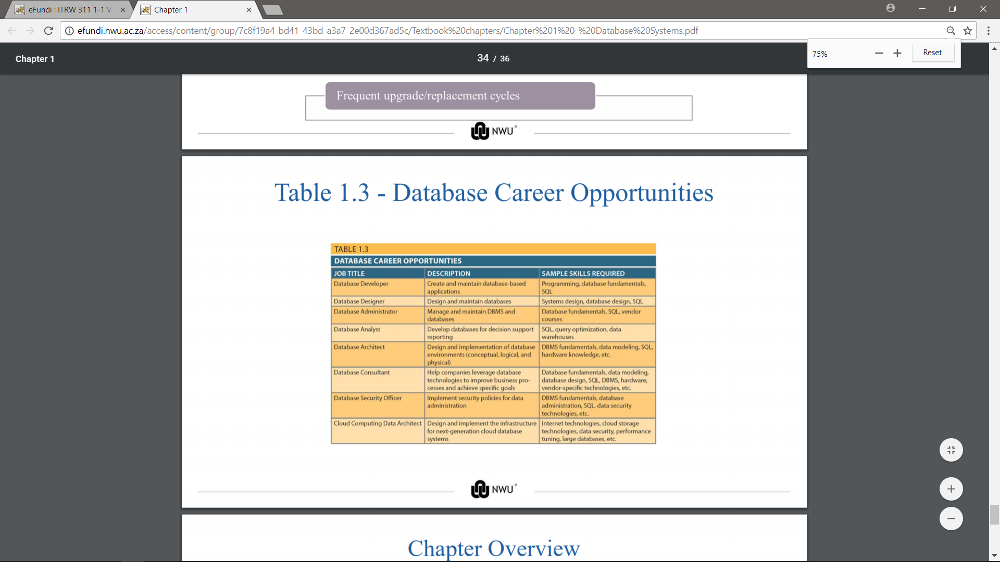 eFundi : ITRW 311 1-1 V
Chapter 1
efundi.nwu.ac.za/access/content/group/7c8f19a4-bd41-43bd-a3a7-2e00d367ad5c/Textbook%20chapters/Chapter%201%20-%20Database%20Systems.pdf
Chapter 1
34 / 36
75%
Reset
Frequent upgrade/replacement cycles
NWU®
Table 1.3 - Database Career Opportunities
TABLE 1.3
DATABASE CAREER OPPORTUNITIES
JOB TITLE DESCRIPTION SAMPLE SKILLS REQUIRED
Database Developer Create and maintain database-based Programming, database fundamentals,
applications SQL
Database Designer Design and maintain databases Systems design, database design, SQL
Database Administrator Manage and maintain DBMS and Database fundamentals, SQL, vendor
databases courses
Database Analyst Develop databases for decision support SQL, query optimization, data
reporting warehouses
Database Architect Design and implementation of database DBMS fundamentals, data modeling, SQL,
environments (conceptual, logical, and hardware knowledge, etc.
physical)
Database Consultant Help companies leverage database Database fundamentals, data modeling,
technologies to improve business pro- database design, SQL, DBMS, hardware,
cesses and achieve specific goals vendor-specific technologies, etc.
Database Security Officer Implement security policies for data DBMS fundamentals, database
administration administration, SQL, data security
technologies, etc.
Cloud Computing Data Architect Design and implement the infrastructure Internet technologies, cloud storage
for next-generation cloud database technologies, data security, performance
systems tuning, large databases, etc.
NWU®
Chapter Overview